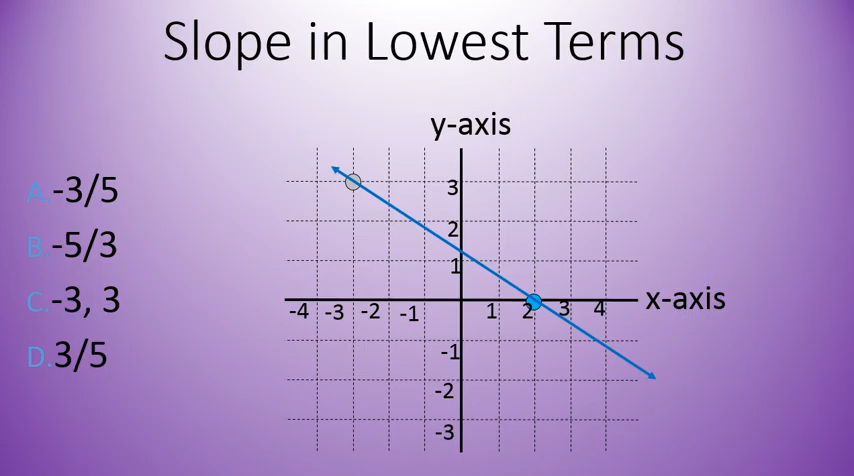 Slope in Lowest Terms
y-axis
A. -3/5
B. -5/3
C. -3, 3
D. 3/5
3
2
1
-4 -3 -2 -1 1 2 3 4
x-axis
-1
-2
-3